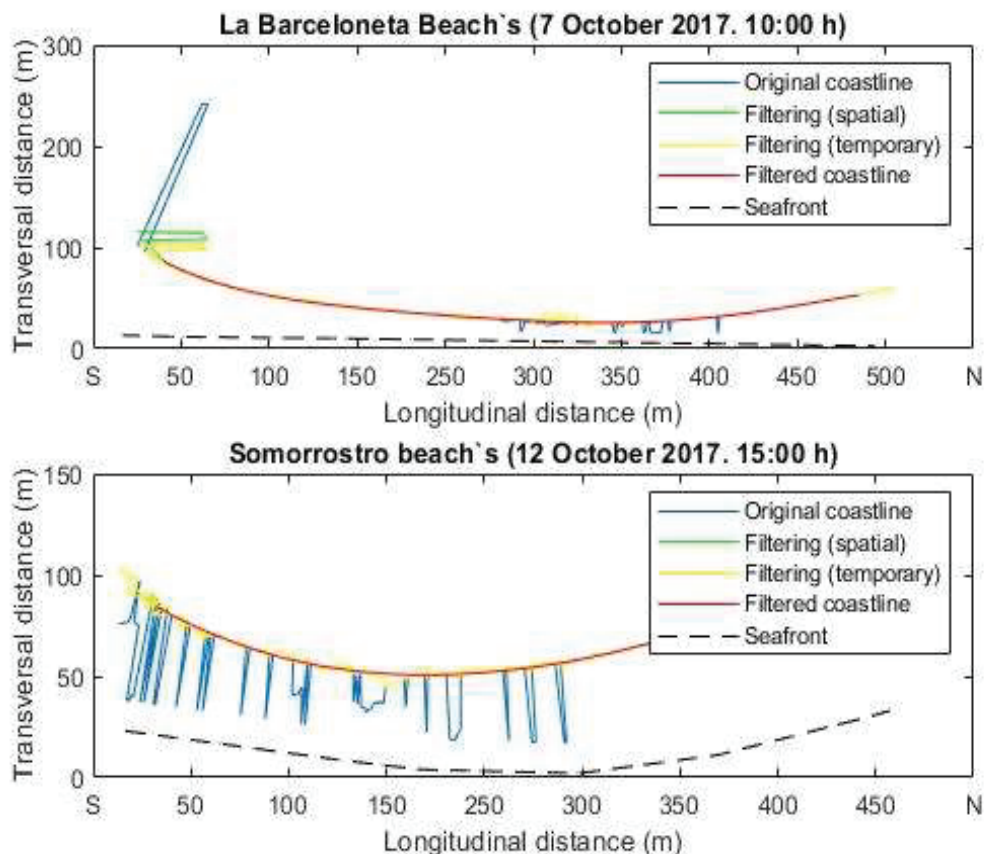 La Barceloneta Beach`s (7 October 2017. 10:00 h)
Transversal distance (m)
300
200
100
0
Original coastline
Filtering (spatial)
Filtering (temporary)
Filtered coastline
Seafront
S 50 100 150 200 250 300 350 400 450 500 N
Longitudinal distance (m)
Somorrostro beach`s (12 October 2017. 15:00 h)
Transversal distance (m)
150
100
50
0
Original coastline
Filtering (spatial)
Filtering (temporary)
Filtered coastline
Seafront
S 50 100 150 200 250 300 350 400 450 N
Longitudinal distance (m)